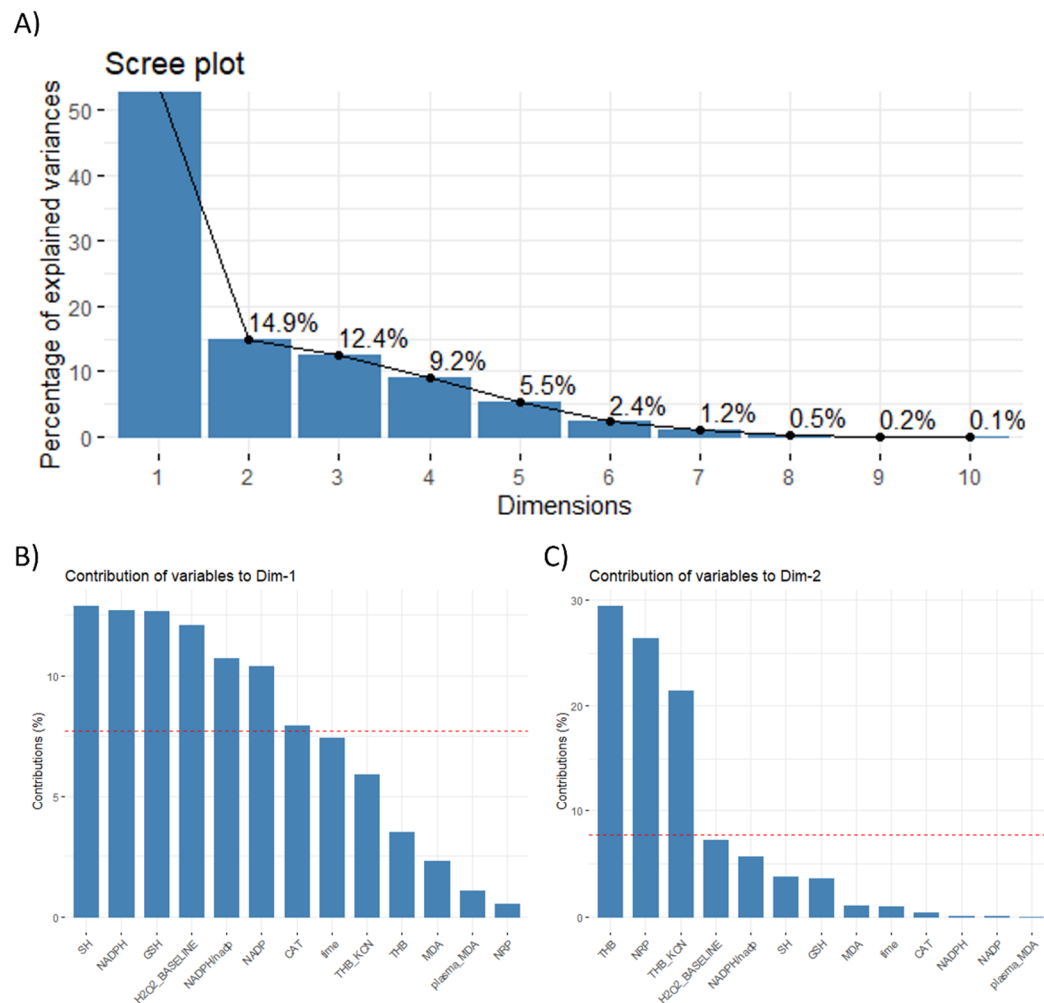 A)
Scree plot
Percentage of explained variances
50
40
30
20
10
0
14.9%
12.4%
9.2%
5.5%
2.4%
1.2%
0.5%
0.2%
0.1%
1 2 3 4 5 6 7 8 9 10
Dimensions
B)
Contribution of variables to Dim-1
Contributions (%)
10
5
0
SH NADPH GSH H2O2_BASELINE NADPH/надф NADP CAT time THB_KON THB MDA plasma_MDA NRP
C)
Contribution of variables to Dim-2
Contributions (%)
30
20
10
0
THB NRP THB_KON H2O2_BASELINE NADPH/надф SH GSH MDA time CAT NADPH NADP plasma_MDA